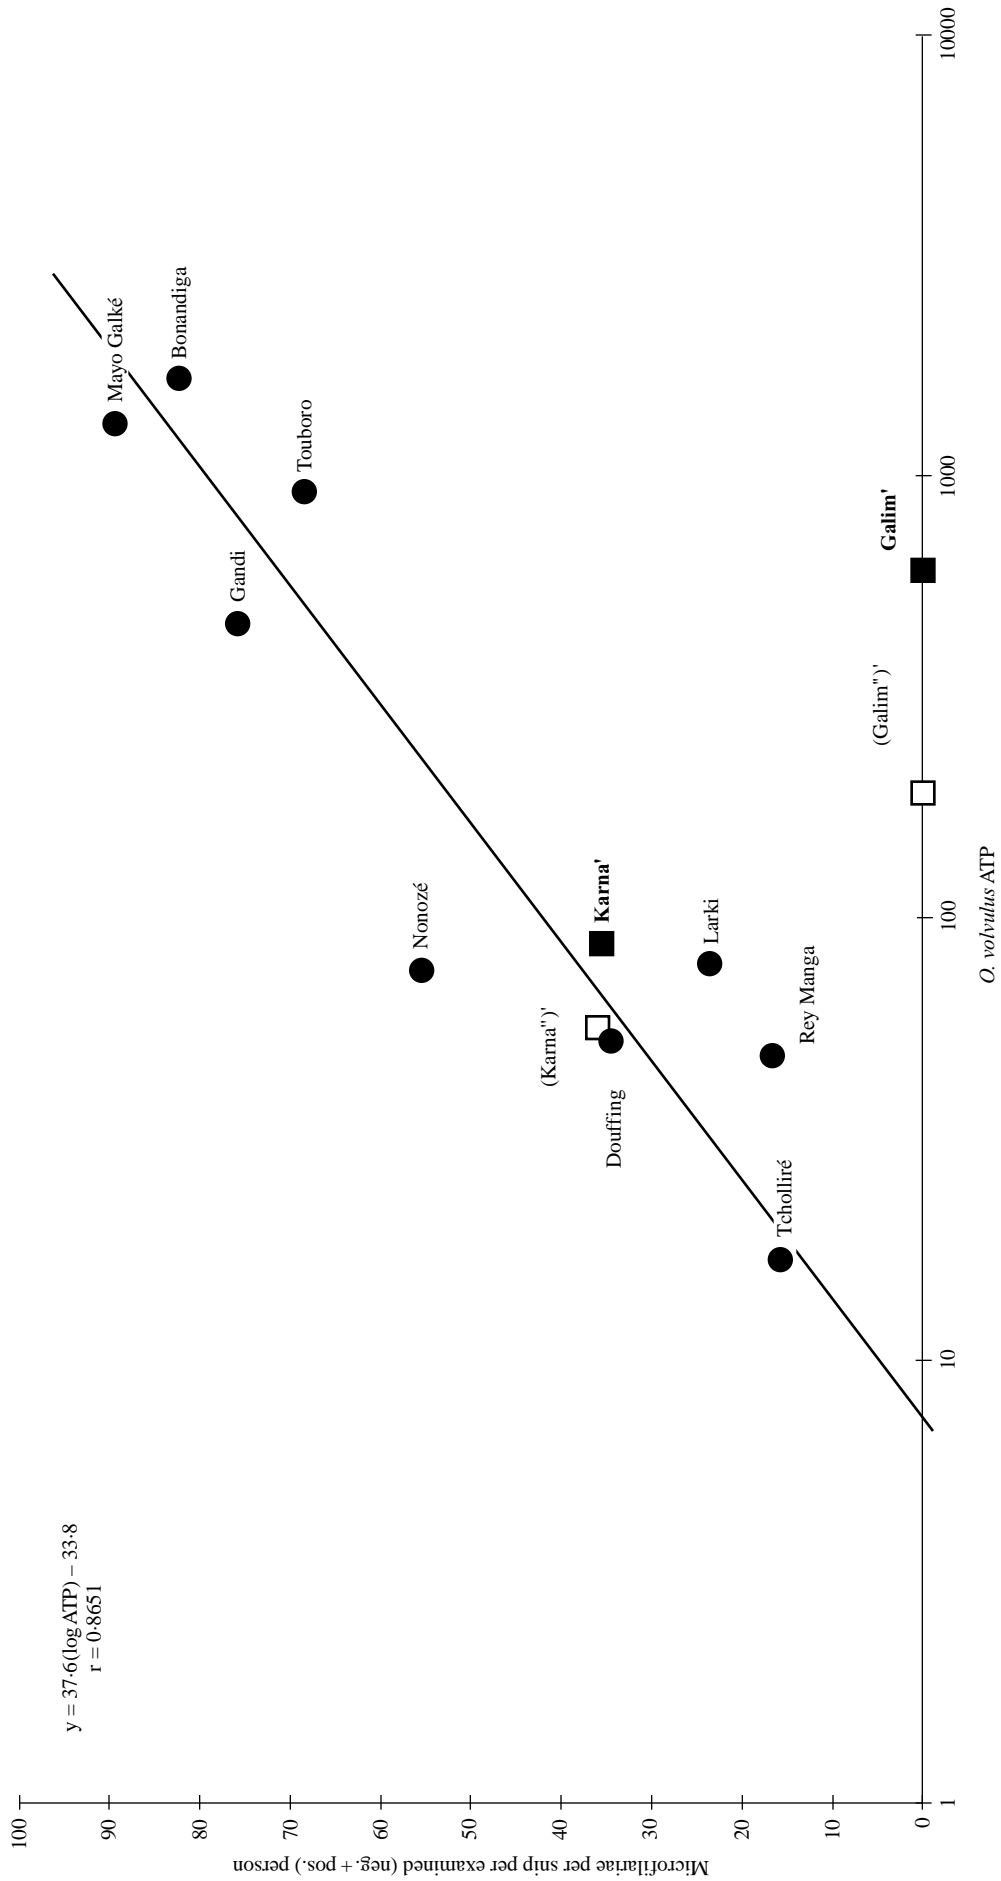 y = 37·6(log ATP) – 33·8
r = 0·8651
100
90
80
70
60
50
40
30
20
10
0
Microfilariae per snip per examined (neg. + pos.) person
Mayo Galké
Bonandiga
Touboro
Gandi
Nonozé
(Karna")'
Karna'
Douffing
Larki
Rey Manga
Tcholliré
(Galim")'
Galim'
1
10
100
1000
10000
O. volvulus ATP